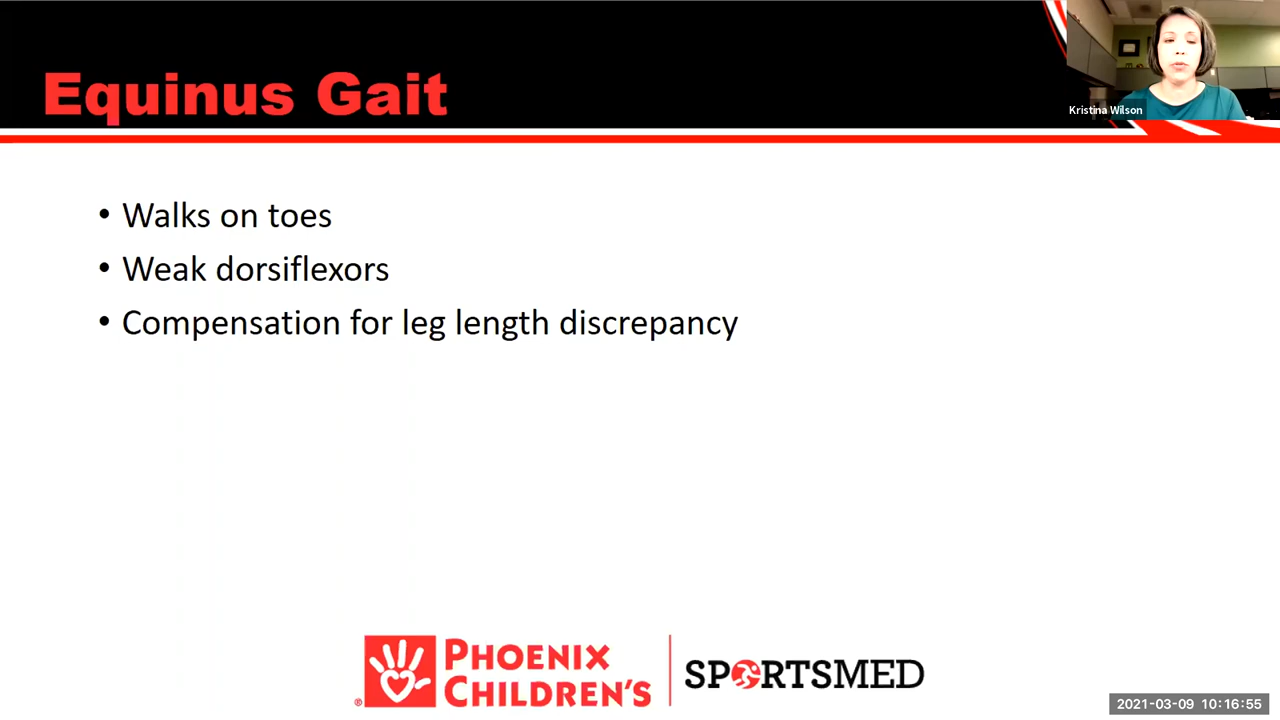 Equinus Gait
Kristina Wilson
• Walks on toes
• Weak dorsiflexors
• Compensation for leg length discrepancy
PHOENIX
CHILDREN'S
®
SPORTSMED
2021-03-09 10:16:55